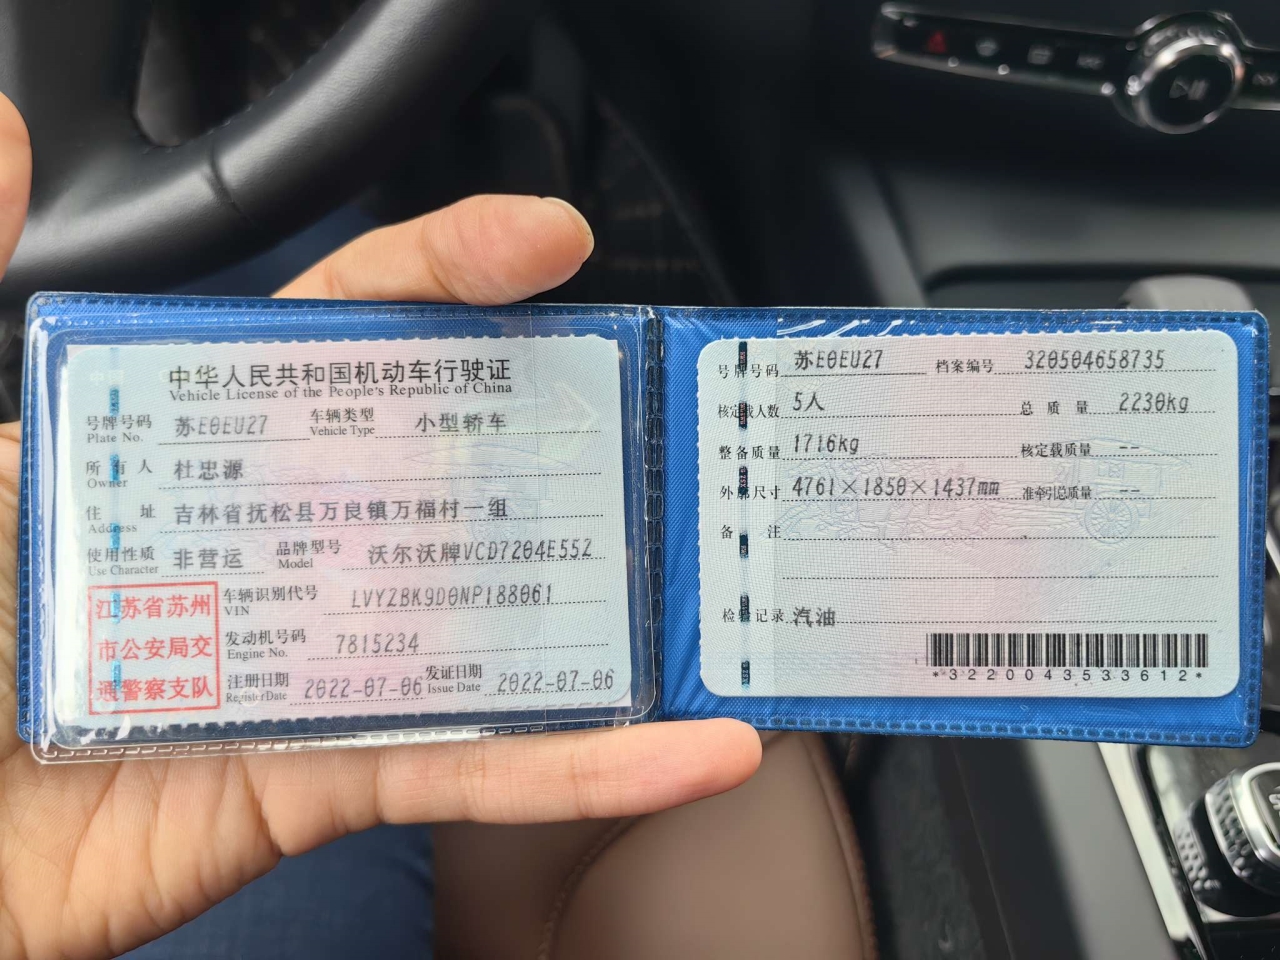 中华人民共和国机动车行驶证
Vehicle License of the People's Republic of China
号牌号码 苏E0EU27 车辆类型 小型轿车
Plate No. Vehicle Type
所有人 杜忠源
Owner
住址 吉林省抚松县万良镇万福村一组
Address
使用性质 非营运 品牌型号 沃尔沃牌VCD7204E55Z
Use Character Model
江苏省苏州
市公安局交
通警察支队
车辆识别代号 LVYZBK9D0NP188061
VIN
发动机号码 7815234
Engine No.
注册日期 2022-07-06 发证日期 2022-07-06
Register Date Issue Date
号牌号码 苏E0EU27 档案编号 320504658735
核定载人数 5人 总质量 2230kg
整备质量 1716kg 核定载质量 --
外廓尺寸 4761×1850×1437mm 准牵引总质量 --
备注
检验记录 汽油
*3220043533612*